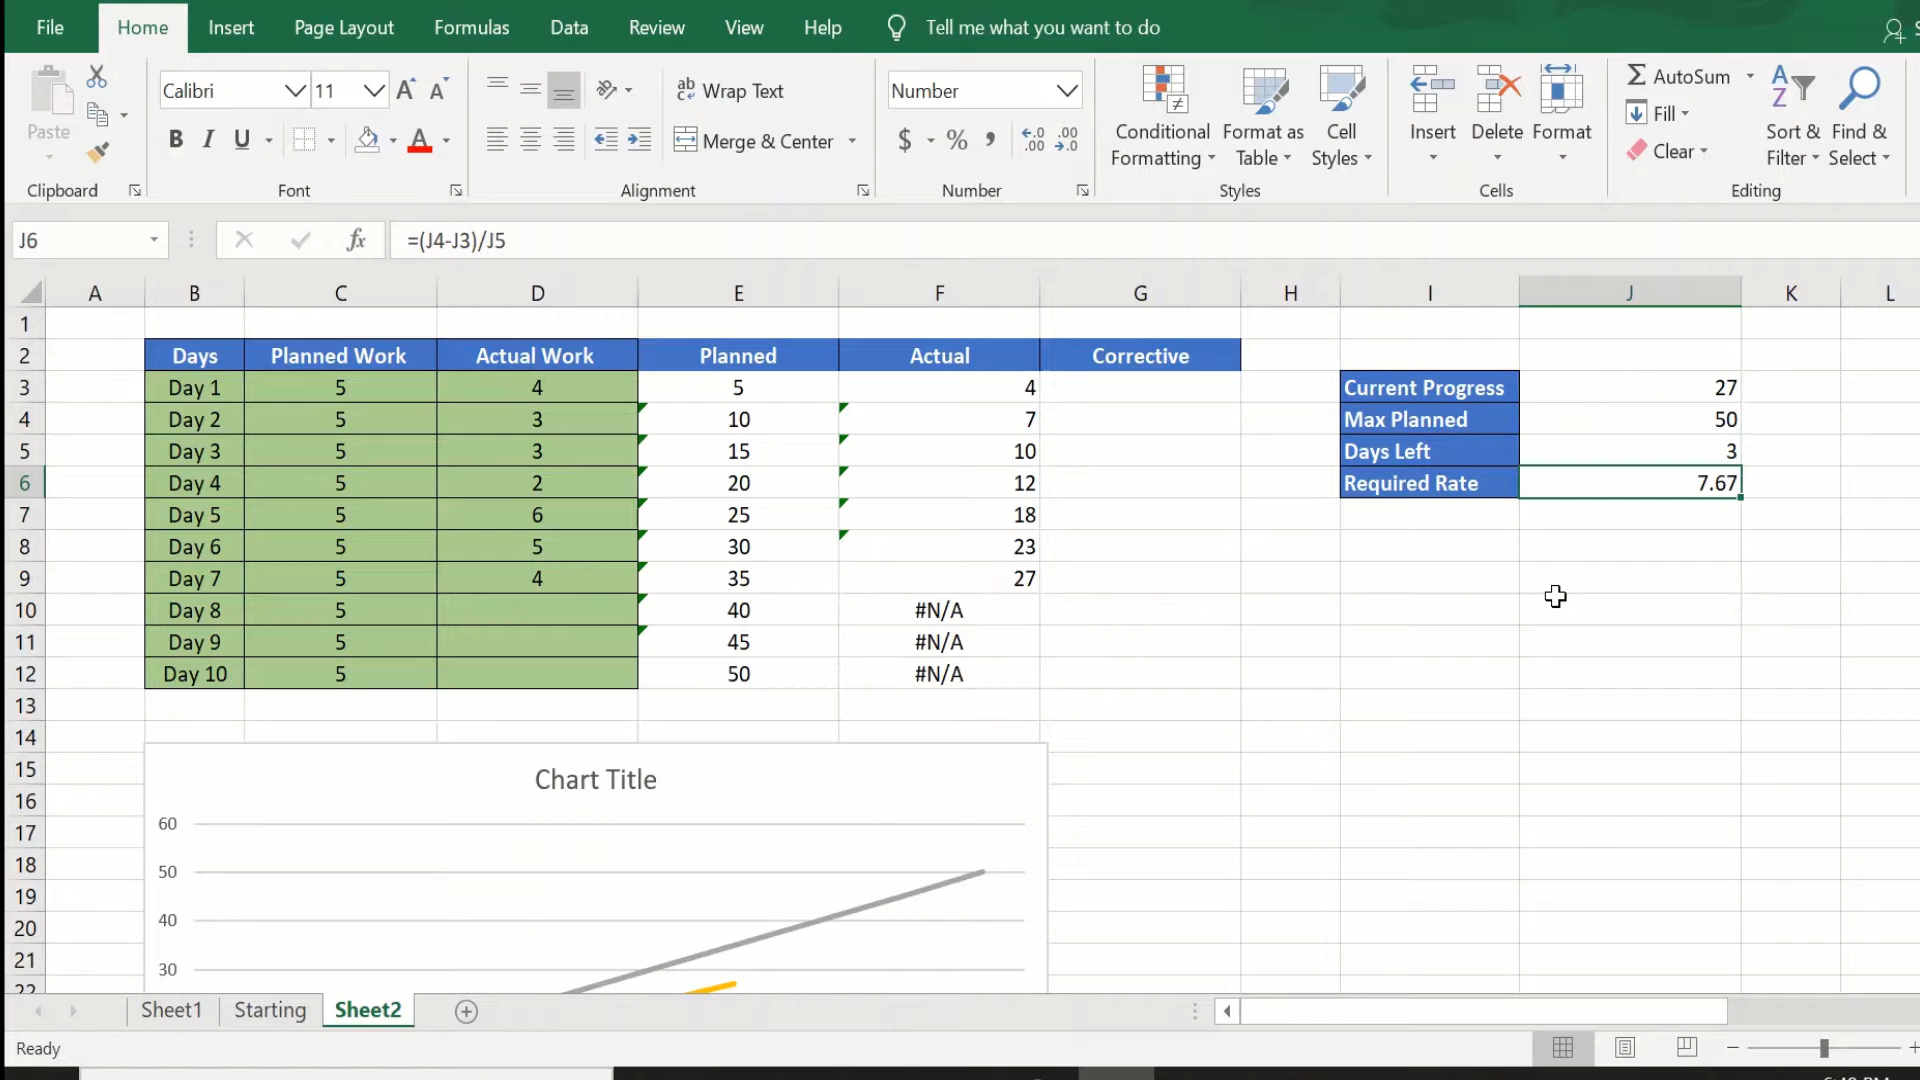 File Home Insert Page Layout Formulas Data Review View Help Tell me what you want to do
Paste Calibri 11 B I U Wrap Text Merge & Center Number $ % , Conditional Formatting Format as Table Cell Styles Insert Delete Format AutoSum Fill Clear Sort & Filter Find & Select
Clipboard Font Alignment Number Styles Cells Editing
J6 fx =(J4-J3)/J5
A B C D E F G H I J K L
1
2 Days Planned Work Actual Work Planned Actual Corrective
3 Day 1 5 4 5 4 Current Progress 27
4 Day 2 5 3 10 7 Max Planned 50
5 Day 3 5 3 15 10 Days Left 3
6 Day 4 5 2 20 12 Required Rate 7.67
7 Day 5 5 6 25 18
8 Day 6 5 5 30 23
9 Day 7 5 4 35 27
10 Day 8 5 40 #N/A
11 Day 9 5 45 #N/A
12 Day 10 5 50 #N/A
13
14
15 Chart Title
16 60
17
18 50
19 40
20
21 30
22
Sheet1 Starting Sheet2
Ready